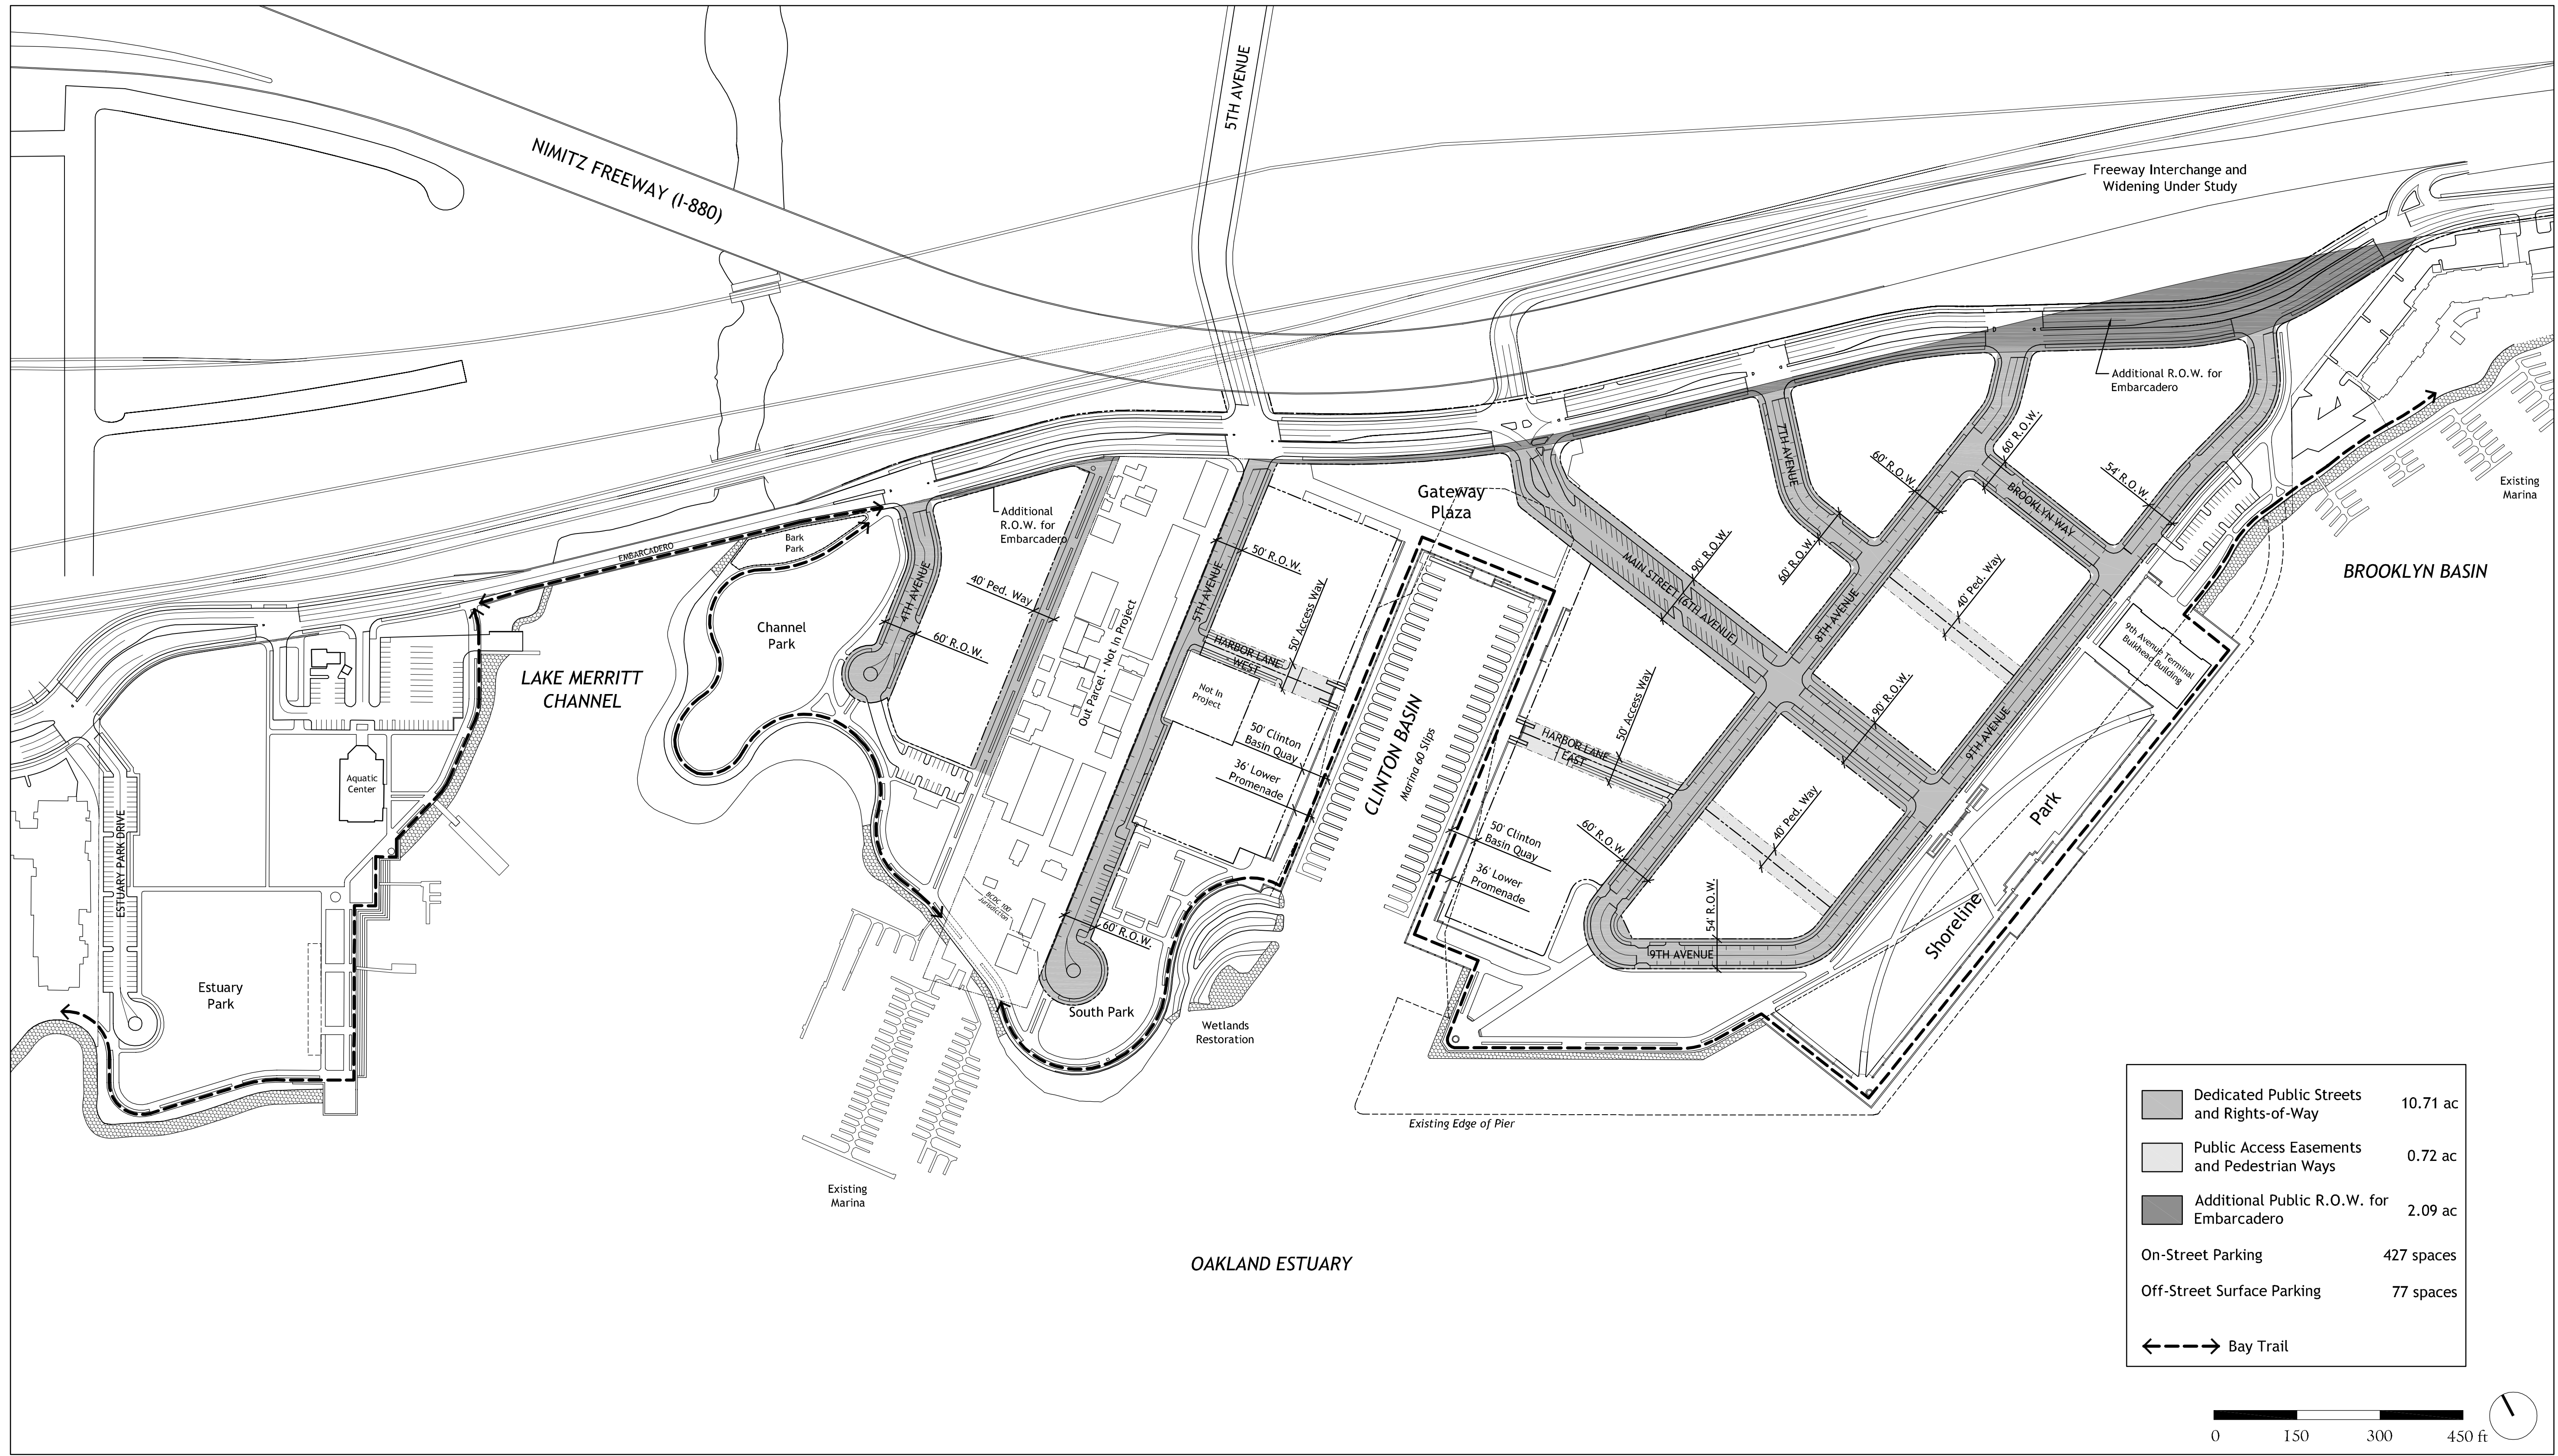 5TH AVENUE
NIMITZ FREEWAY (I-880)
Freeway Interchange and
Widening Under Study
Additional R.O.W. for
Embarcadero
Existing
Marina
BROOKLYN BASIN
7TH AVENUE
60' R.O.W.
60' R.O.W.
54' R.O.W.
BROOKLYN WAY
Gateway
Plaza
60' R.O.W.
90' R.O.W.
MAIN STREET (6TH AVENUE)
8TH AVENUE
40' Ped. Way
9th Avenue Terminal
Bulkhead Building
90' R.O.W.
9TH AVENUE
Additional
R.O.W. for
Embarcadero
Bark
Park
EMBARCADERO
4TH AVENUE
40' Ped. Way
60' R.O.W.
Channel
Park
LAKE MERRITT
CHANNEL
Out Parcel - Not In Project
5TH AVENUE
50' R.O.W.
50' Access Way
HARBOR LANE
WEST
Not In
Project
50' Clinton
Basin Quay
36' Lower
Promenade
CLINTON BASIN
Marina 60 Slips
50' Access Way
HARBOR LANE
EAST
50' Clinton
Basin Quay
36' Lower
Promenade
60' R.O.W.
40' Ped. Way
54' R.O.W.
9TH AVENUE
Shoreline
Park
Aquatic
Center
ESTUARY PARK DRIVE
Estuary
Park
BCDC 100'
Jurisdiction
60' R.O.W.
South Park
Wetlands
Restoration
Existing Edge of Pier
Existing
Marina
OAKLAND ESTUARY
Dedicated Public Streets
and Rights-of-Way 10.71 ac
Public Access Easements
and Pedestrian Ways 0.72 ac
Additional Public R.O.W. for
Embarcadero 2.09 ac
On-Street Parking 427 spaces
Off-Street Surface Parking 77 spaces
Bay Trail
0 150 300 450 ft